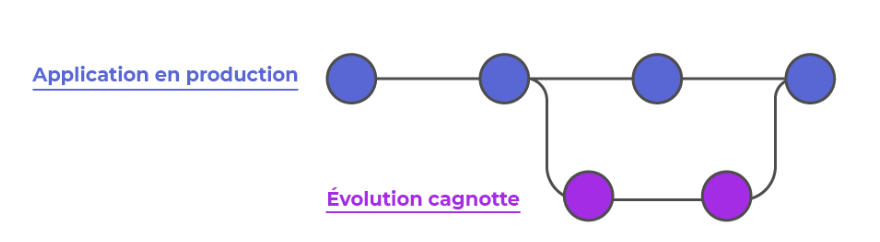 Application en production
Évolution cagnotte